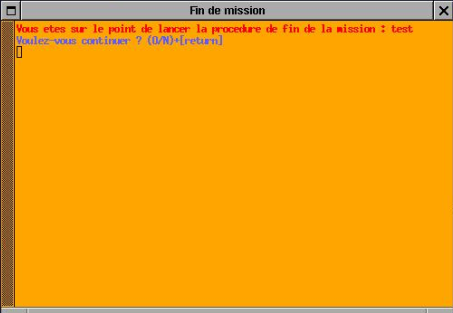 Fin de mission
Vous etes sur le point de lancer la procedure de fin de la mission : test
Voulez-vous continuer ? (O/N)+[return]